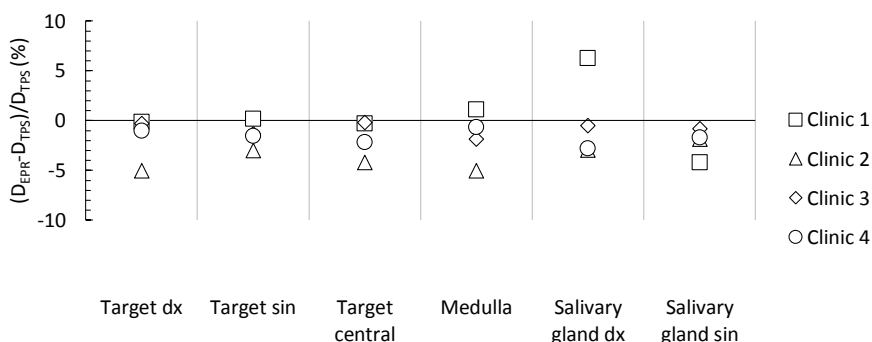 (D_EPR-D_TPS)/D_TPS (%)
10
5
0
-5
-10
Target dx
Target sin
Target
central
Medulla
Salivary
gland dx
Salivary
gland sin
Clinic 1
Clinic 2
Clinic 3
Clinic 4